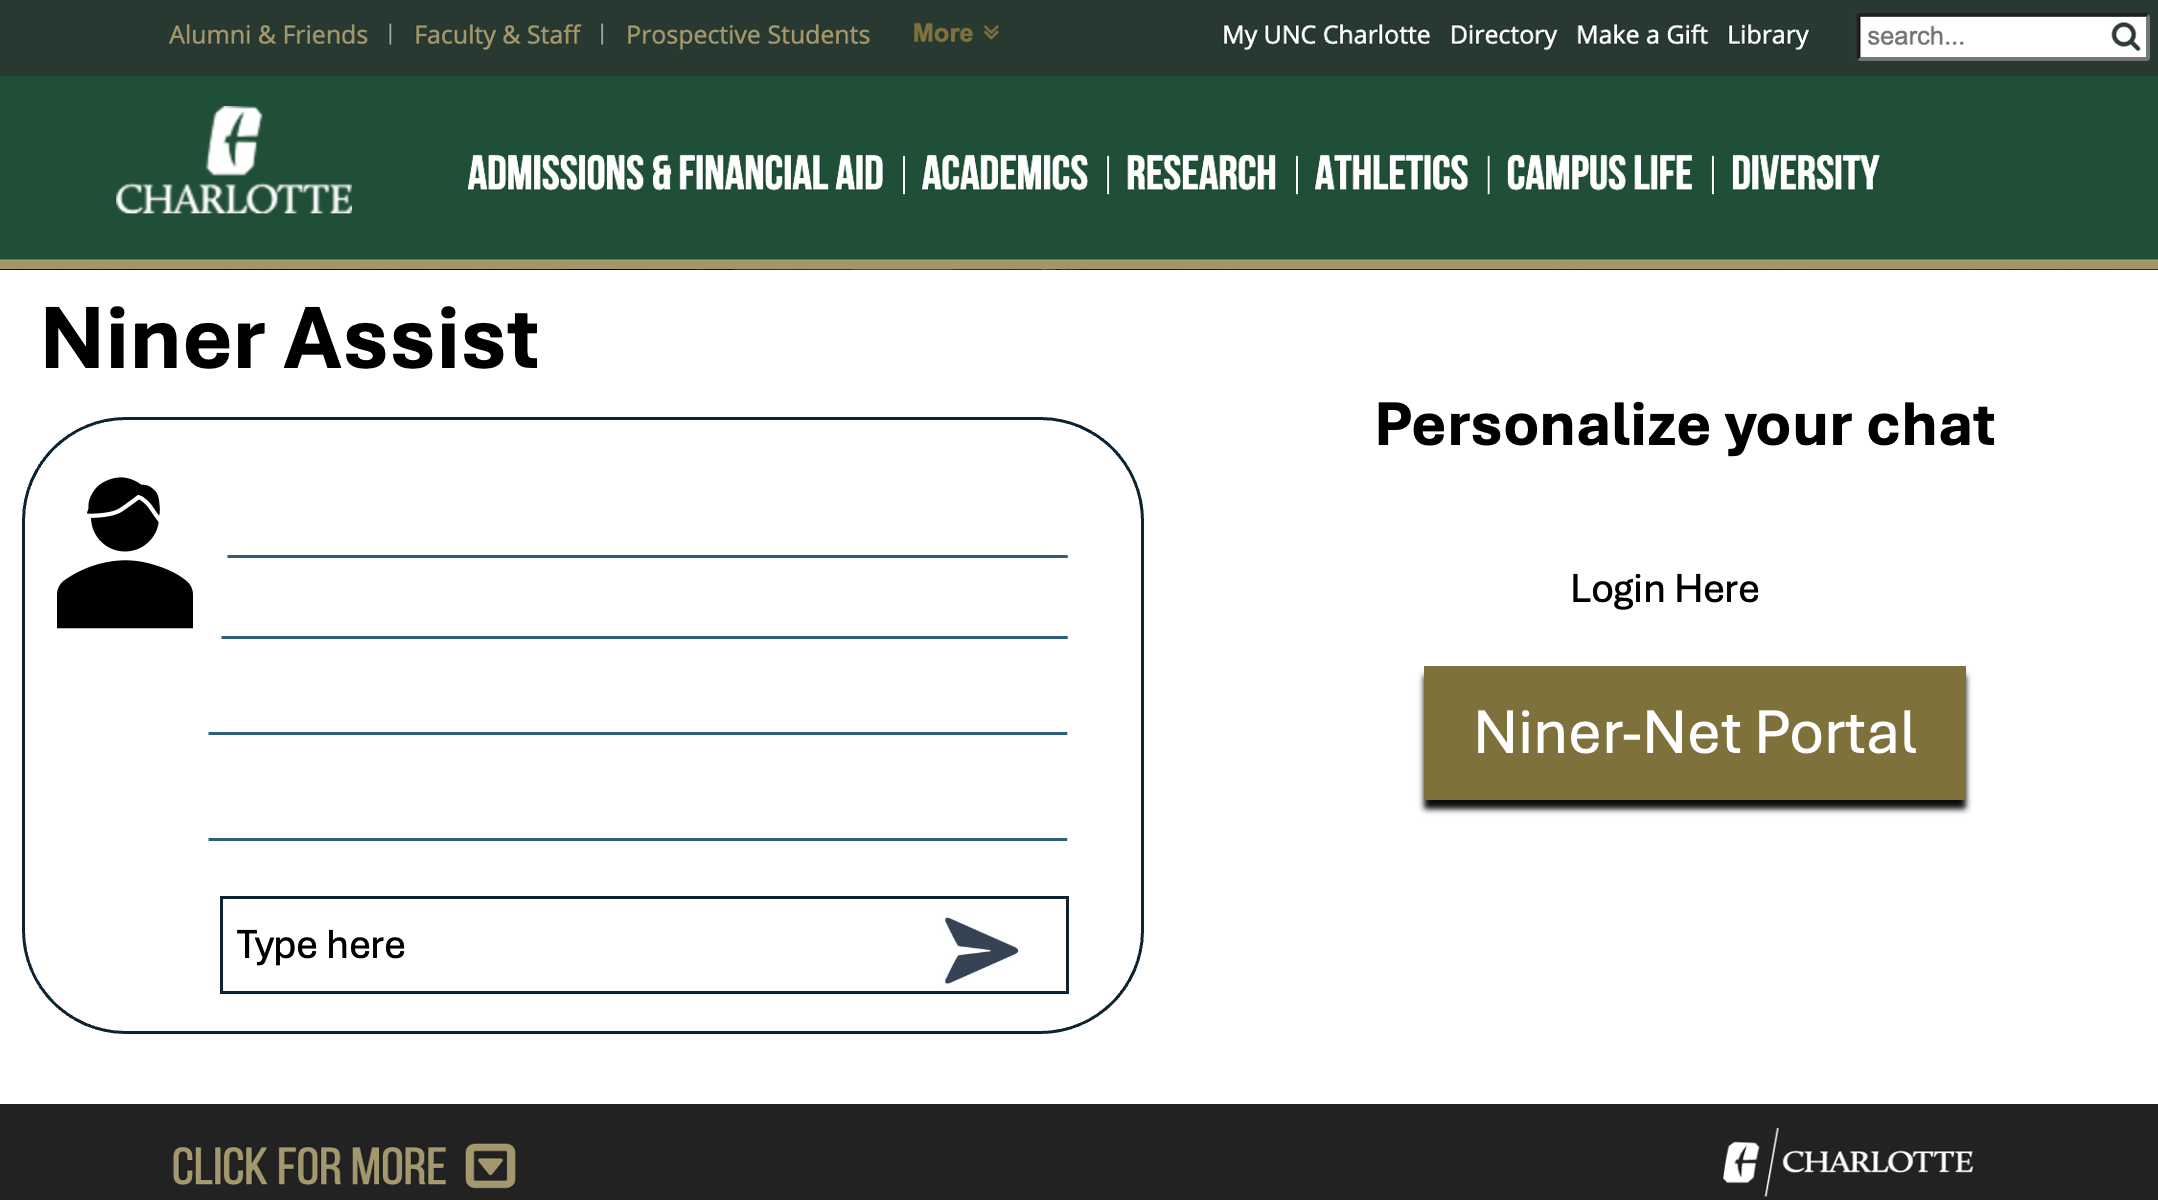 Alumni & Friends | Faculty & Staff | Prospective Students More
My UNC Charlotte Directory Make a Gift Library search...
CHARLOTTE
ADMISSIONS & FINANCIAL AID | ACADEMICS | RESEARCH | ATHLETICS | CAMPUS LIFE | DIVERSITY
Niner Assist
Personalize your chat
Login Here
Niner-Net Portal
Type here
CLICK FOR MORE
CHARLOTTE